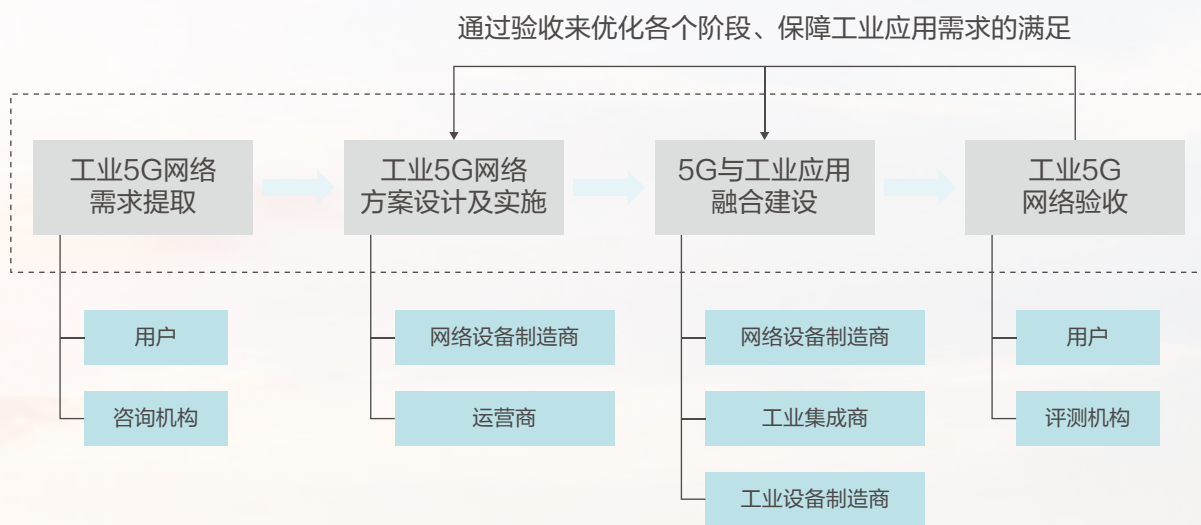 通过验收来优化各个阶段、保障工业应用需求的满足
工业5G网络
需求提取
工业5G网络
方案设计及实施
5G与工业应用
融合建设
工业5G
网络验收
用户
咨询机构
网络设备制造商
运营商
网络设备制造商
工业集成商
工业设备制造商
用户
评测机构